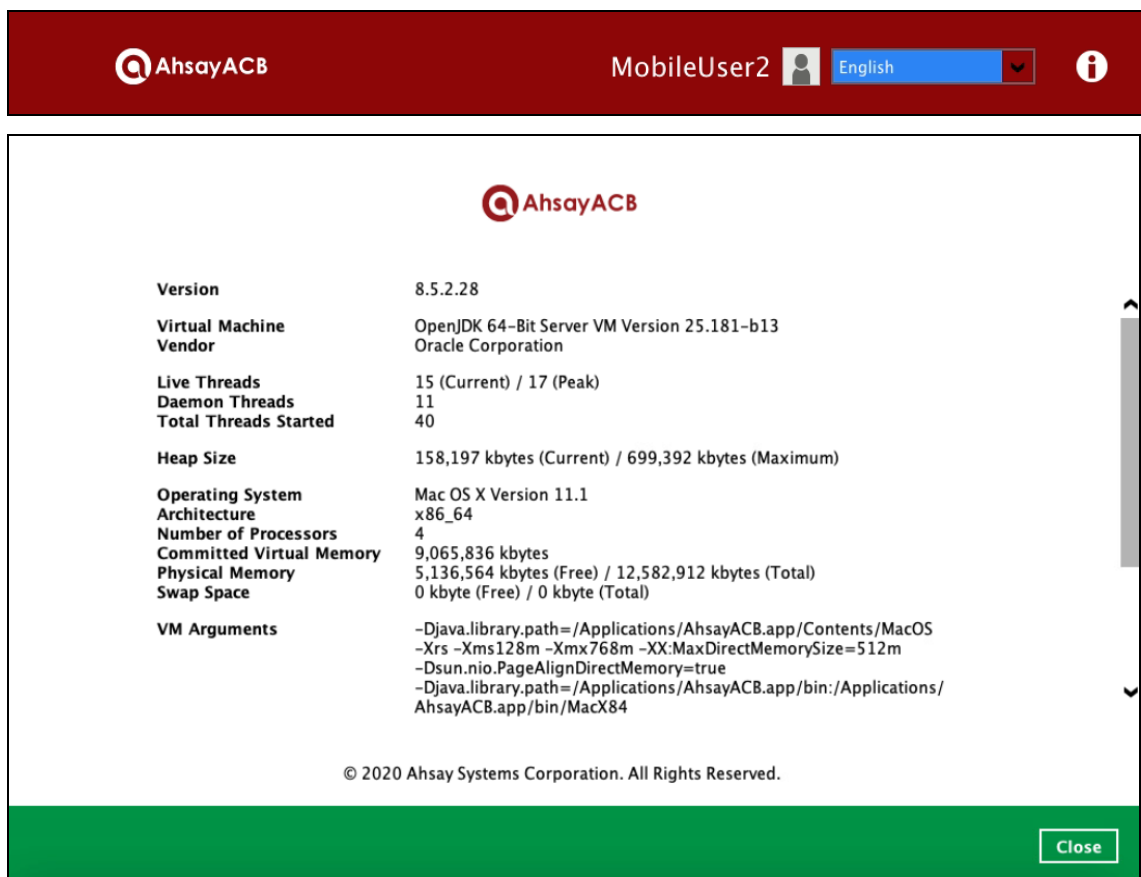 AhsayACB MobileUser2 English
AhsayACB
Version 8.5.2.28
Virtual Machine OpenJDK 64-Bit Server VM Version 25.181-b13
Vendor Oracle Corporation
Live Threads 15 (Current) / 17 (Peak)
Daemon Threads 11
Total Threads Started 40
Heap Size 158,197 kbytes (Current) / 699,392 kbytes (Maximum)
Operating System Mac OS X Version 11.1
Architecture x86_64
Number of Processors 4
Committed Virtual Memory 9,065,836 kbytes
Physical Memory 5,136,564 kbytes (Free) / 12,582,912 kbytes (Total)
Swap Space 0 kbyte (Free) / 0 kbyte (Total)
VM Arguments -Djava.library.path=/Applications/AhsayACB.app/Contents/MacOS
-Xrs -Xms128m -Xmx768m -XX:MaxDirectMemorySize=512m
-Dsun.nio.PageAlignDirectMemory=true
-Djava.library.path=/Applications/AhsayACB.app/bin:/Applications/
AhsayACB.app/bin/MacX84
© 2020 Ahsay Systems Corporation. All Rights Reserved.
Close